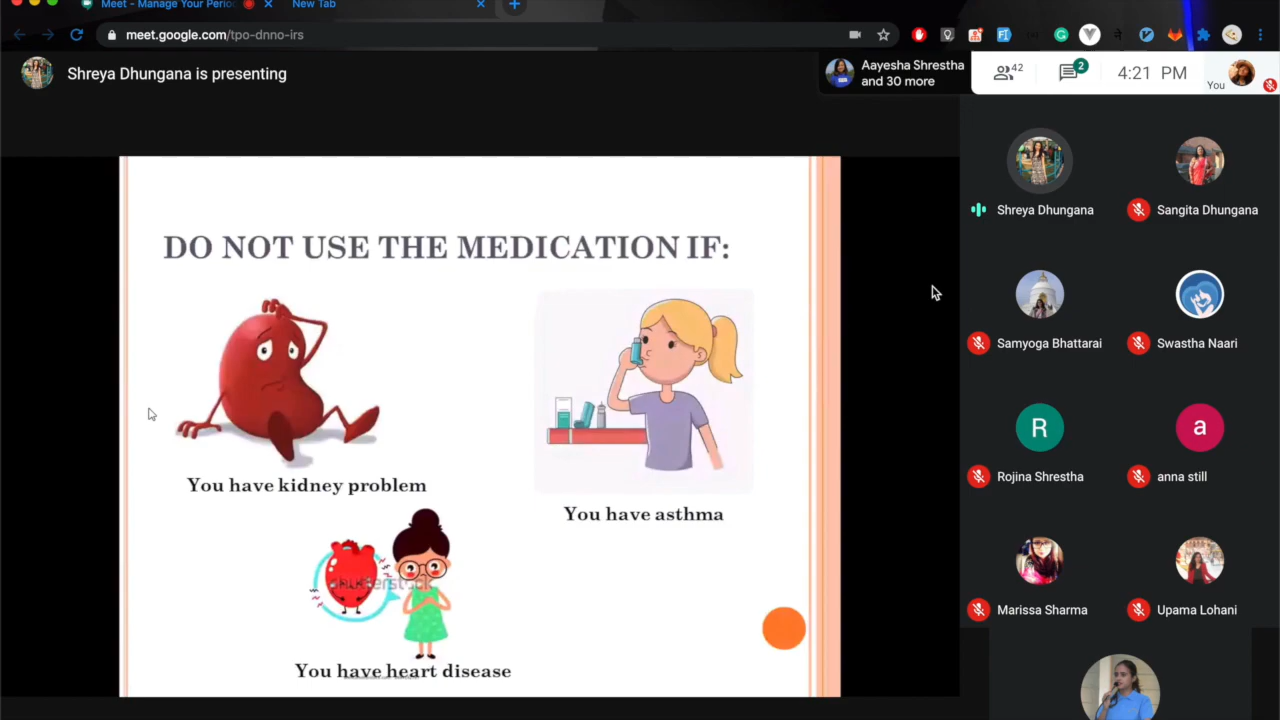 Meet - Manage Your Perio
New Tab
meet.google.com/tpo-dnno-irs
Shreya Dhungana is presenting
Aayesha Shrestha
and 30 more
42
2
4:21 PM
You
DO NOT USE THE MEDICATION IF:
You have kidney problem
You have asthma
shutterstock
You have heart disease
Shreya Dhungana
Sangita Dhungana
Samyoga Bhattarai
Swastha Naari
R
a
Rojina Shrestha
anna still
Marissa Sharma
Upama Lohani